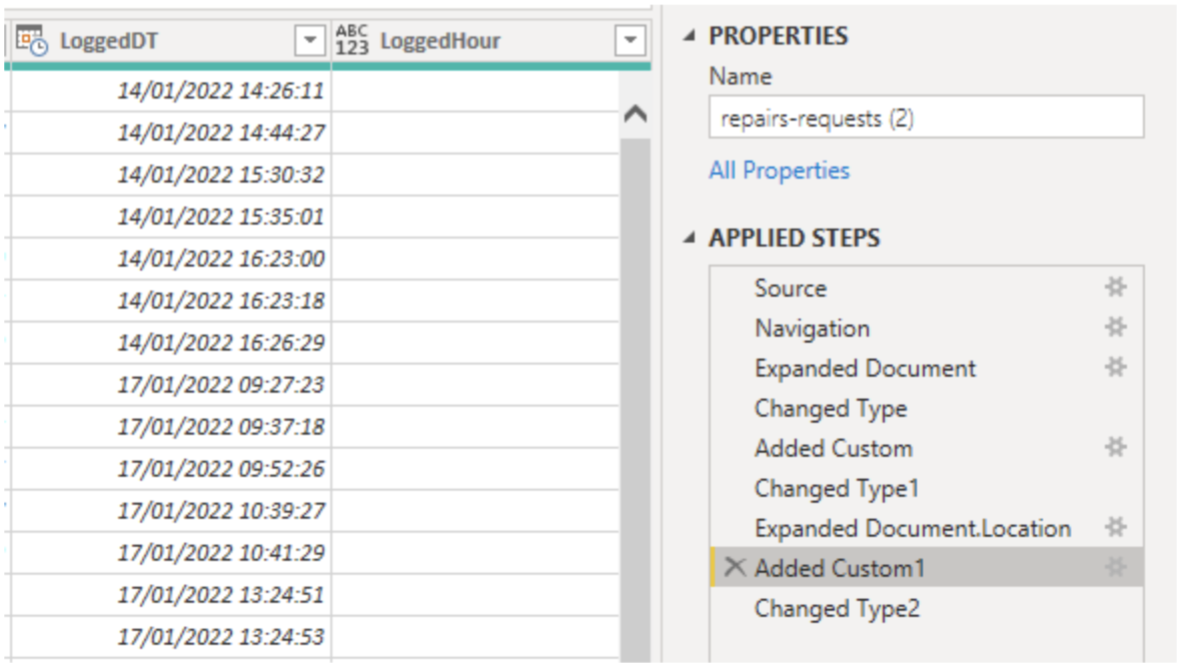 LoggedDT
ABC
123 LoggedHour
14/01/2022 14:26:11
14/01/2022 14:44:27
14/01/2022 15:30:32
14/01/2022 15:35:01
14/01/2022 16:23:00
14/01/2022 16:23:18
14/01/2022 16:26:29
17/01/2022 09:27:23
17/01/2022 09:37:18
17/01/2022 09:52:26
17/01/2022 10:39:27
17/01/2022 10:41:29
17/01/2022 13:24:51
17/01/2022 13:24:53
PROPERTIES
Name
repairs-requests (2)
All Properties
APPLIED STEPS
Source
Navigation
Expanded Document
Changed Type
Added Custom
Changed Type1
Expanded Document.Location
Added Custom1
Changed Type2